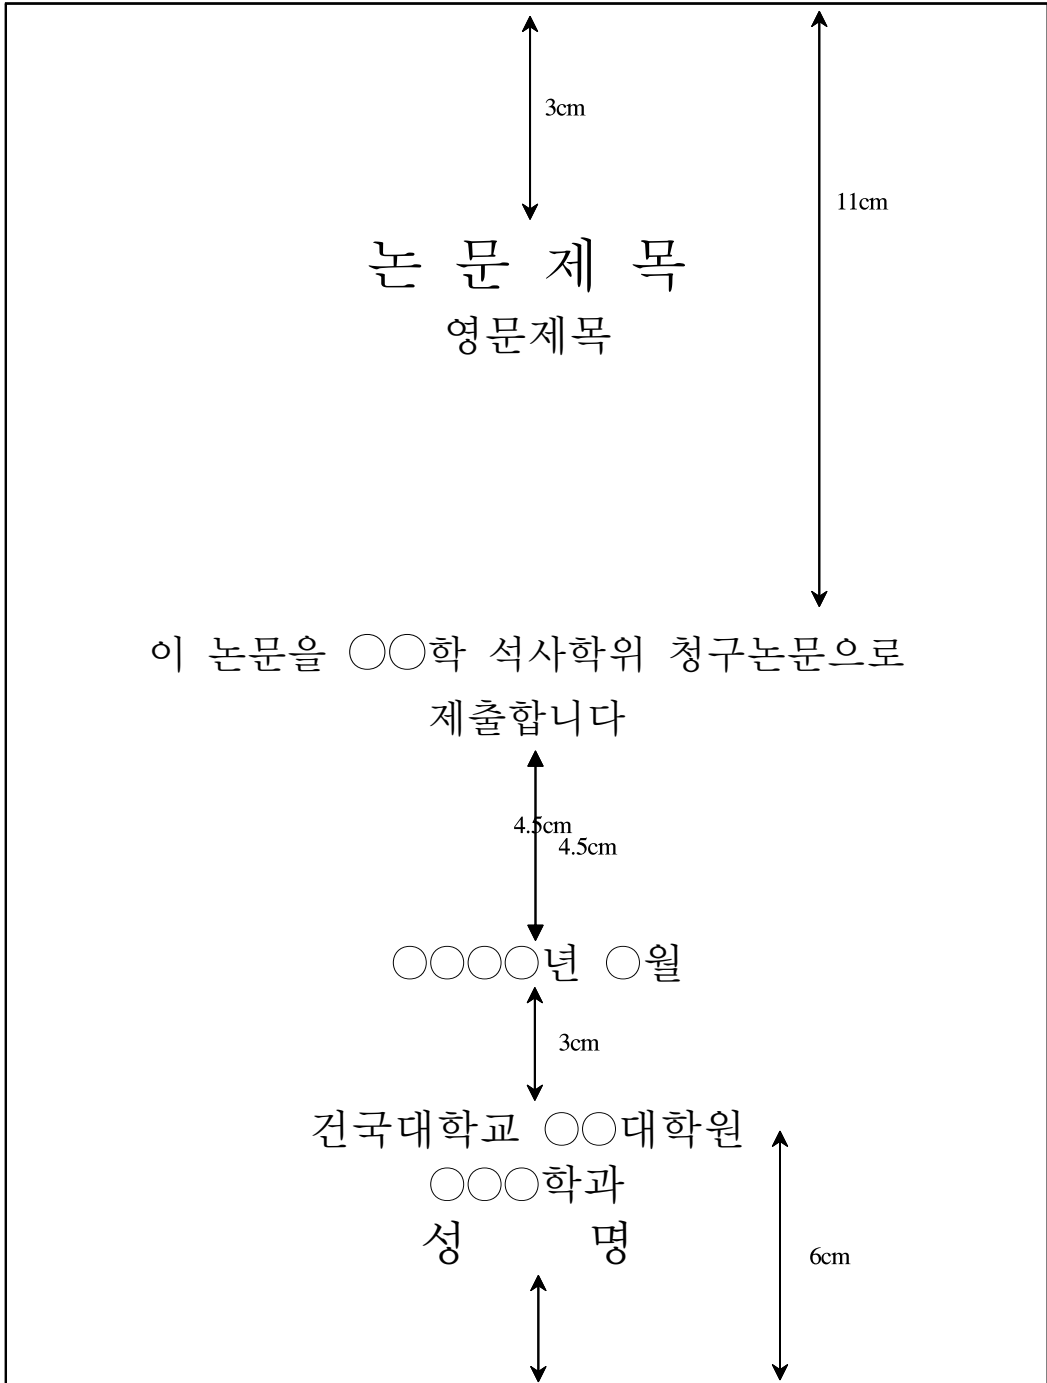 3cm
11cm
논 문 제 목
영문제목
이 논문을 ○○학 석사학위 청구논문으로
제출합니다
4.5cm
4.5cm
○○○○년 ○월
3cm
건국대학교 ○○대학원
○○○학과
성 명
6cm